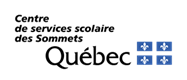 Centre
de services scolaire
des Sommets
Québec